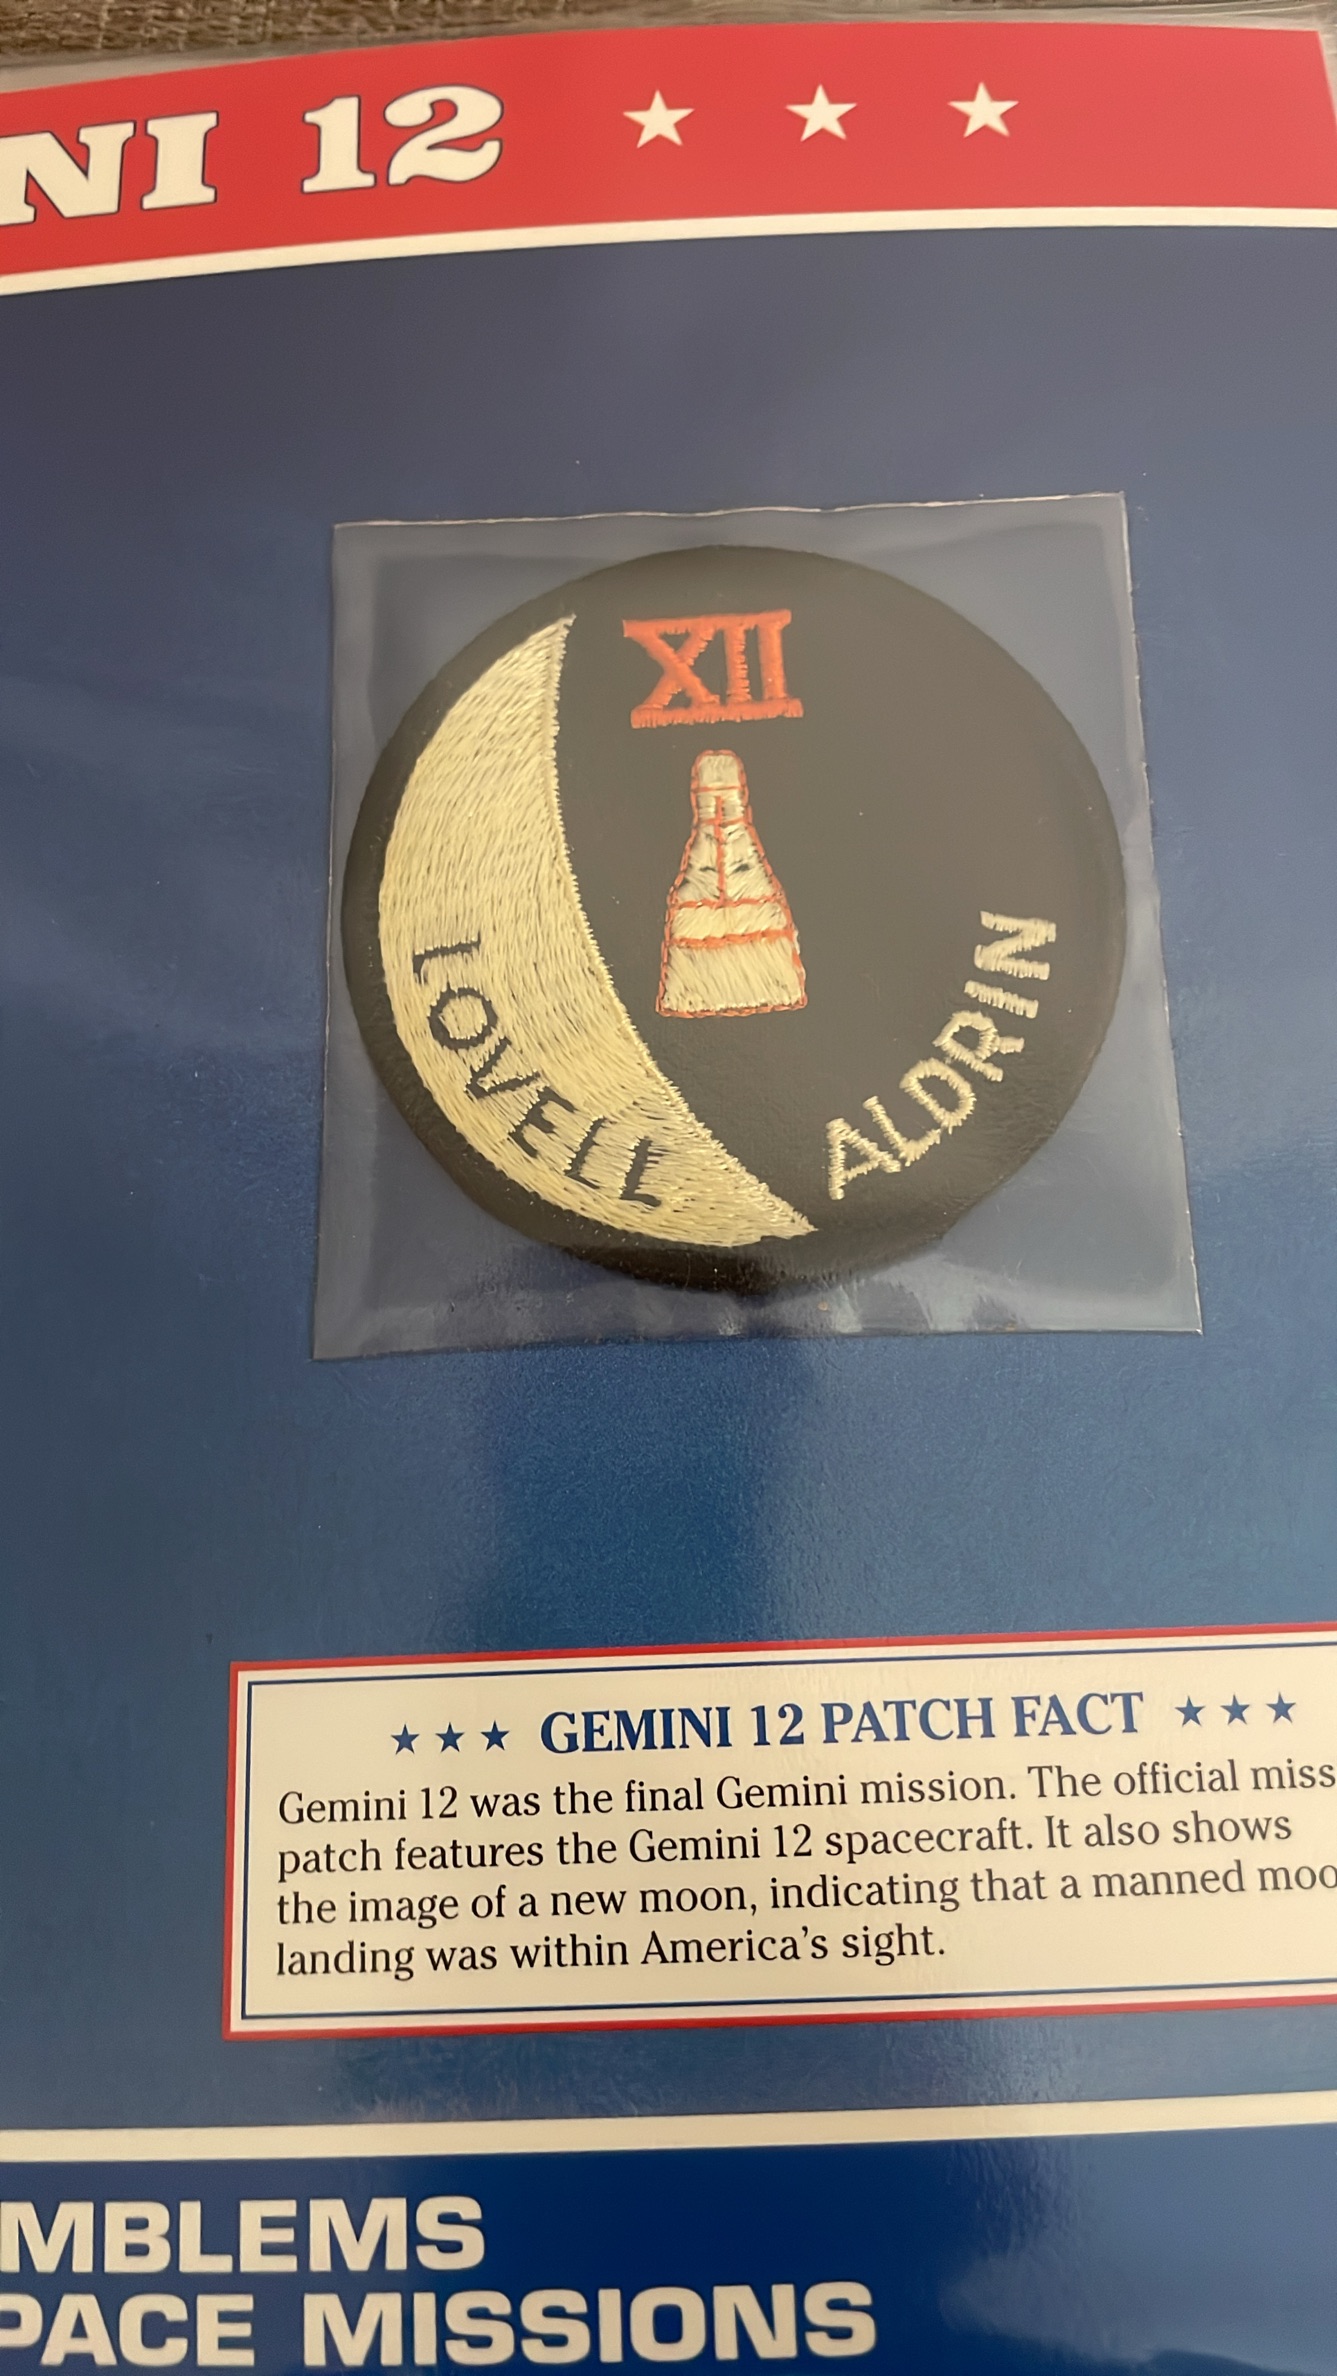 NI 12
XII
LOVELL
ALDRIN
GEMINI 12 PATCH FACT
Gemini 12 was the final Gemini mission. The official miss
patch features the Gemini 12 spacecraft. It also shows
the image of a new moon, indicating that a manned moo
landing was within America's sight.
MBLEMS
PACE MISSIONS